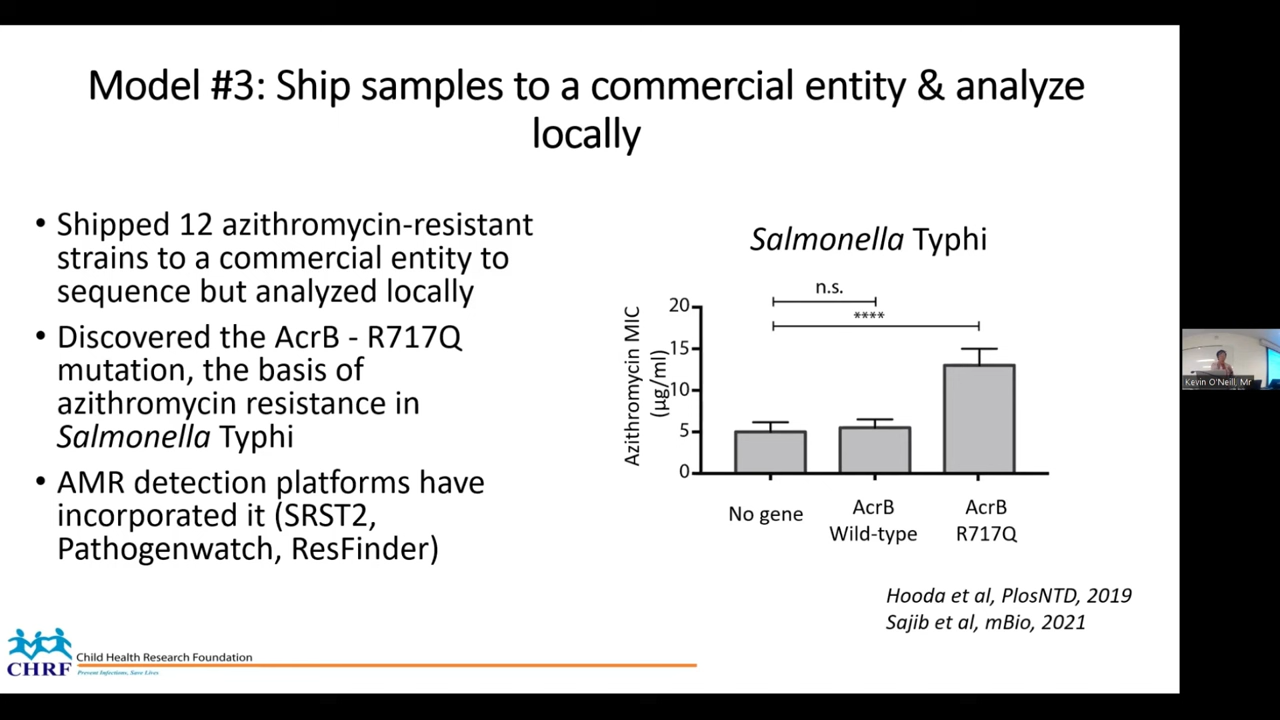 Model #3: Ship samples to a commercial entity & analyze
locally
• Shipped 12 azithromycin-resistant
strains to a commercial entity to
sequence but analyzed locally
• Discovered the AcrB - R717Q
mutation, the basis of
azithromycin resistance in
Salmonella Typhi
• AMR detection platforms have
incorporated it (SRST2,
Pathogenwatch, ResFinder)
Salmonella Typhi
n.s.
****
Azithromycin MIC
(µg/ml)
20
15
10
5
0
No gene
AcrB
Wild-type
AcrB
R717Q
Hooda et al, PlosNTD, 2019
Sajib et al, mBio, 2021
CHRF
Child Health Research Foundation
Prevent Infections, Save Lives
Kevin O'Neill, Mr